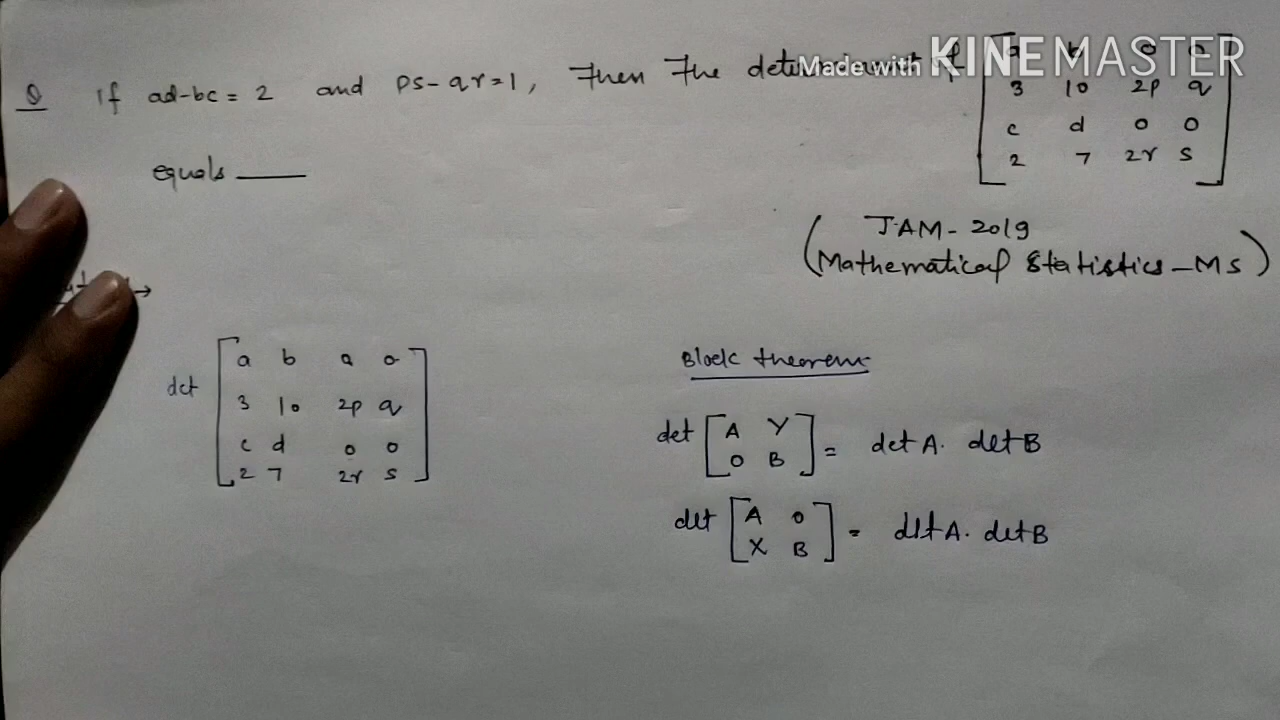 Q If ad-bc = 2 and ps-qr=1, Then The of
Made with KINEMASTER
3 10 2p q
c d 0 0
2 7 2r s
equals ____
(JAM- 2019
Mathematical Statistics - MS)
det [a b 0 0
3 10 2p q
c d 0 0
2 7 2r s]
Block theorem
det [A Y
0 B] = det A. det B
det [A 0
X B] = det A. det B